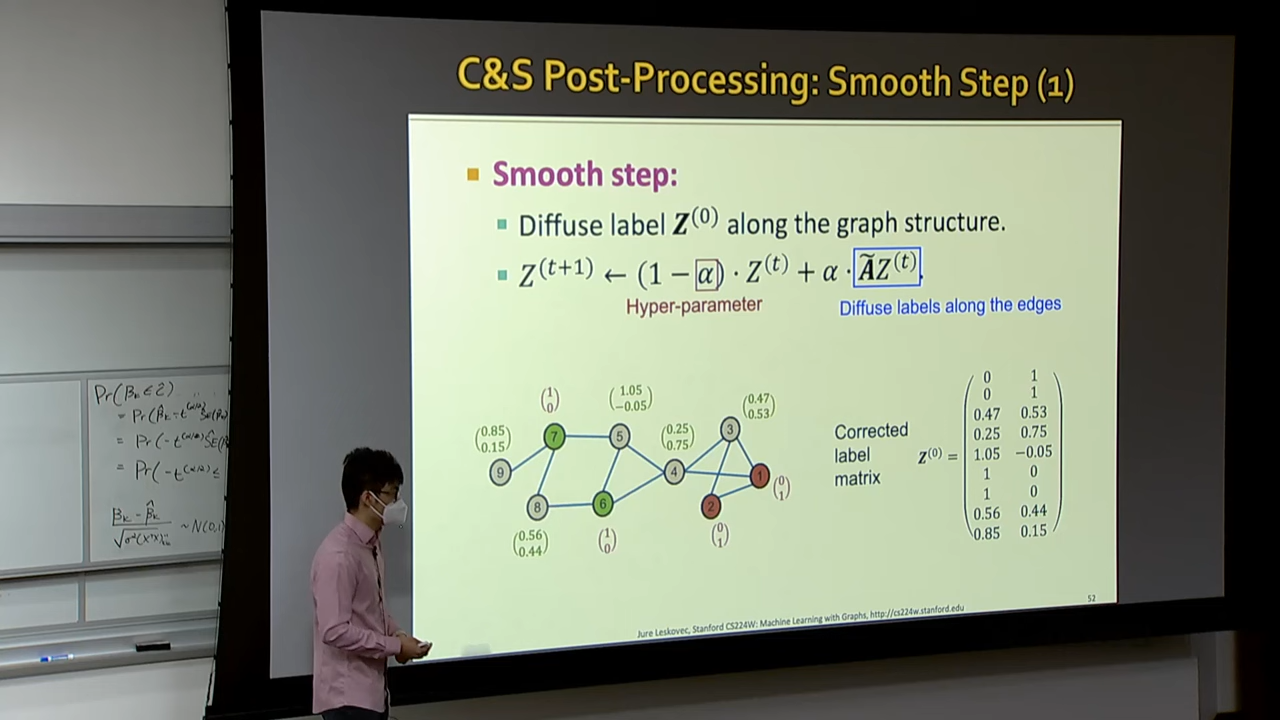 C&S Post-Processing: Smooth Step (1)
Smooth step:
Diffuse label Z^(0) along the graph structure.
Z^(t+1) ← (1 − α) · Z^(t) + α · ÃZ^(t).
Hyper-parameter
Diffuse labels along the edges
(1 0)
(1.05 −0.05)
(0.47 0.53)
(0.85 0.15)
(0.25 0.75)
7
5
3
9
4
1
(0 1)
8
6
2
(0.56 0.44)
(1 0)
(0 1)
Corrected
label
matrix
Z^(0) =
0 1
0 1
0.47 0.53
0.25 0.75
1.05 −0.05
1 0
1 0
0.56 0.44
0.85 0.15
52
Jure Leskovec, Stanford CS224W: Machine Learning with Graphs, http://cs224w.stanford.edu